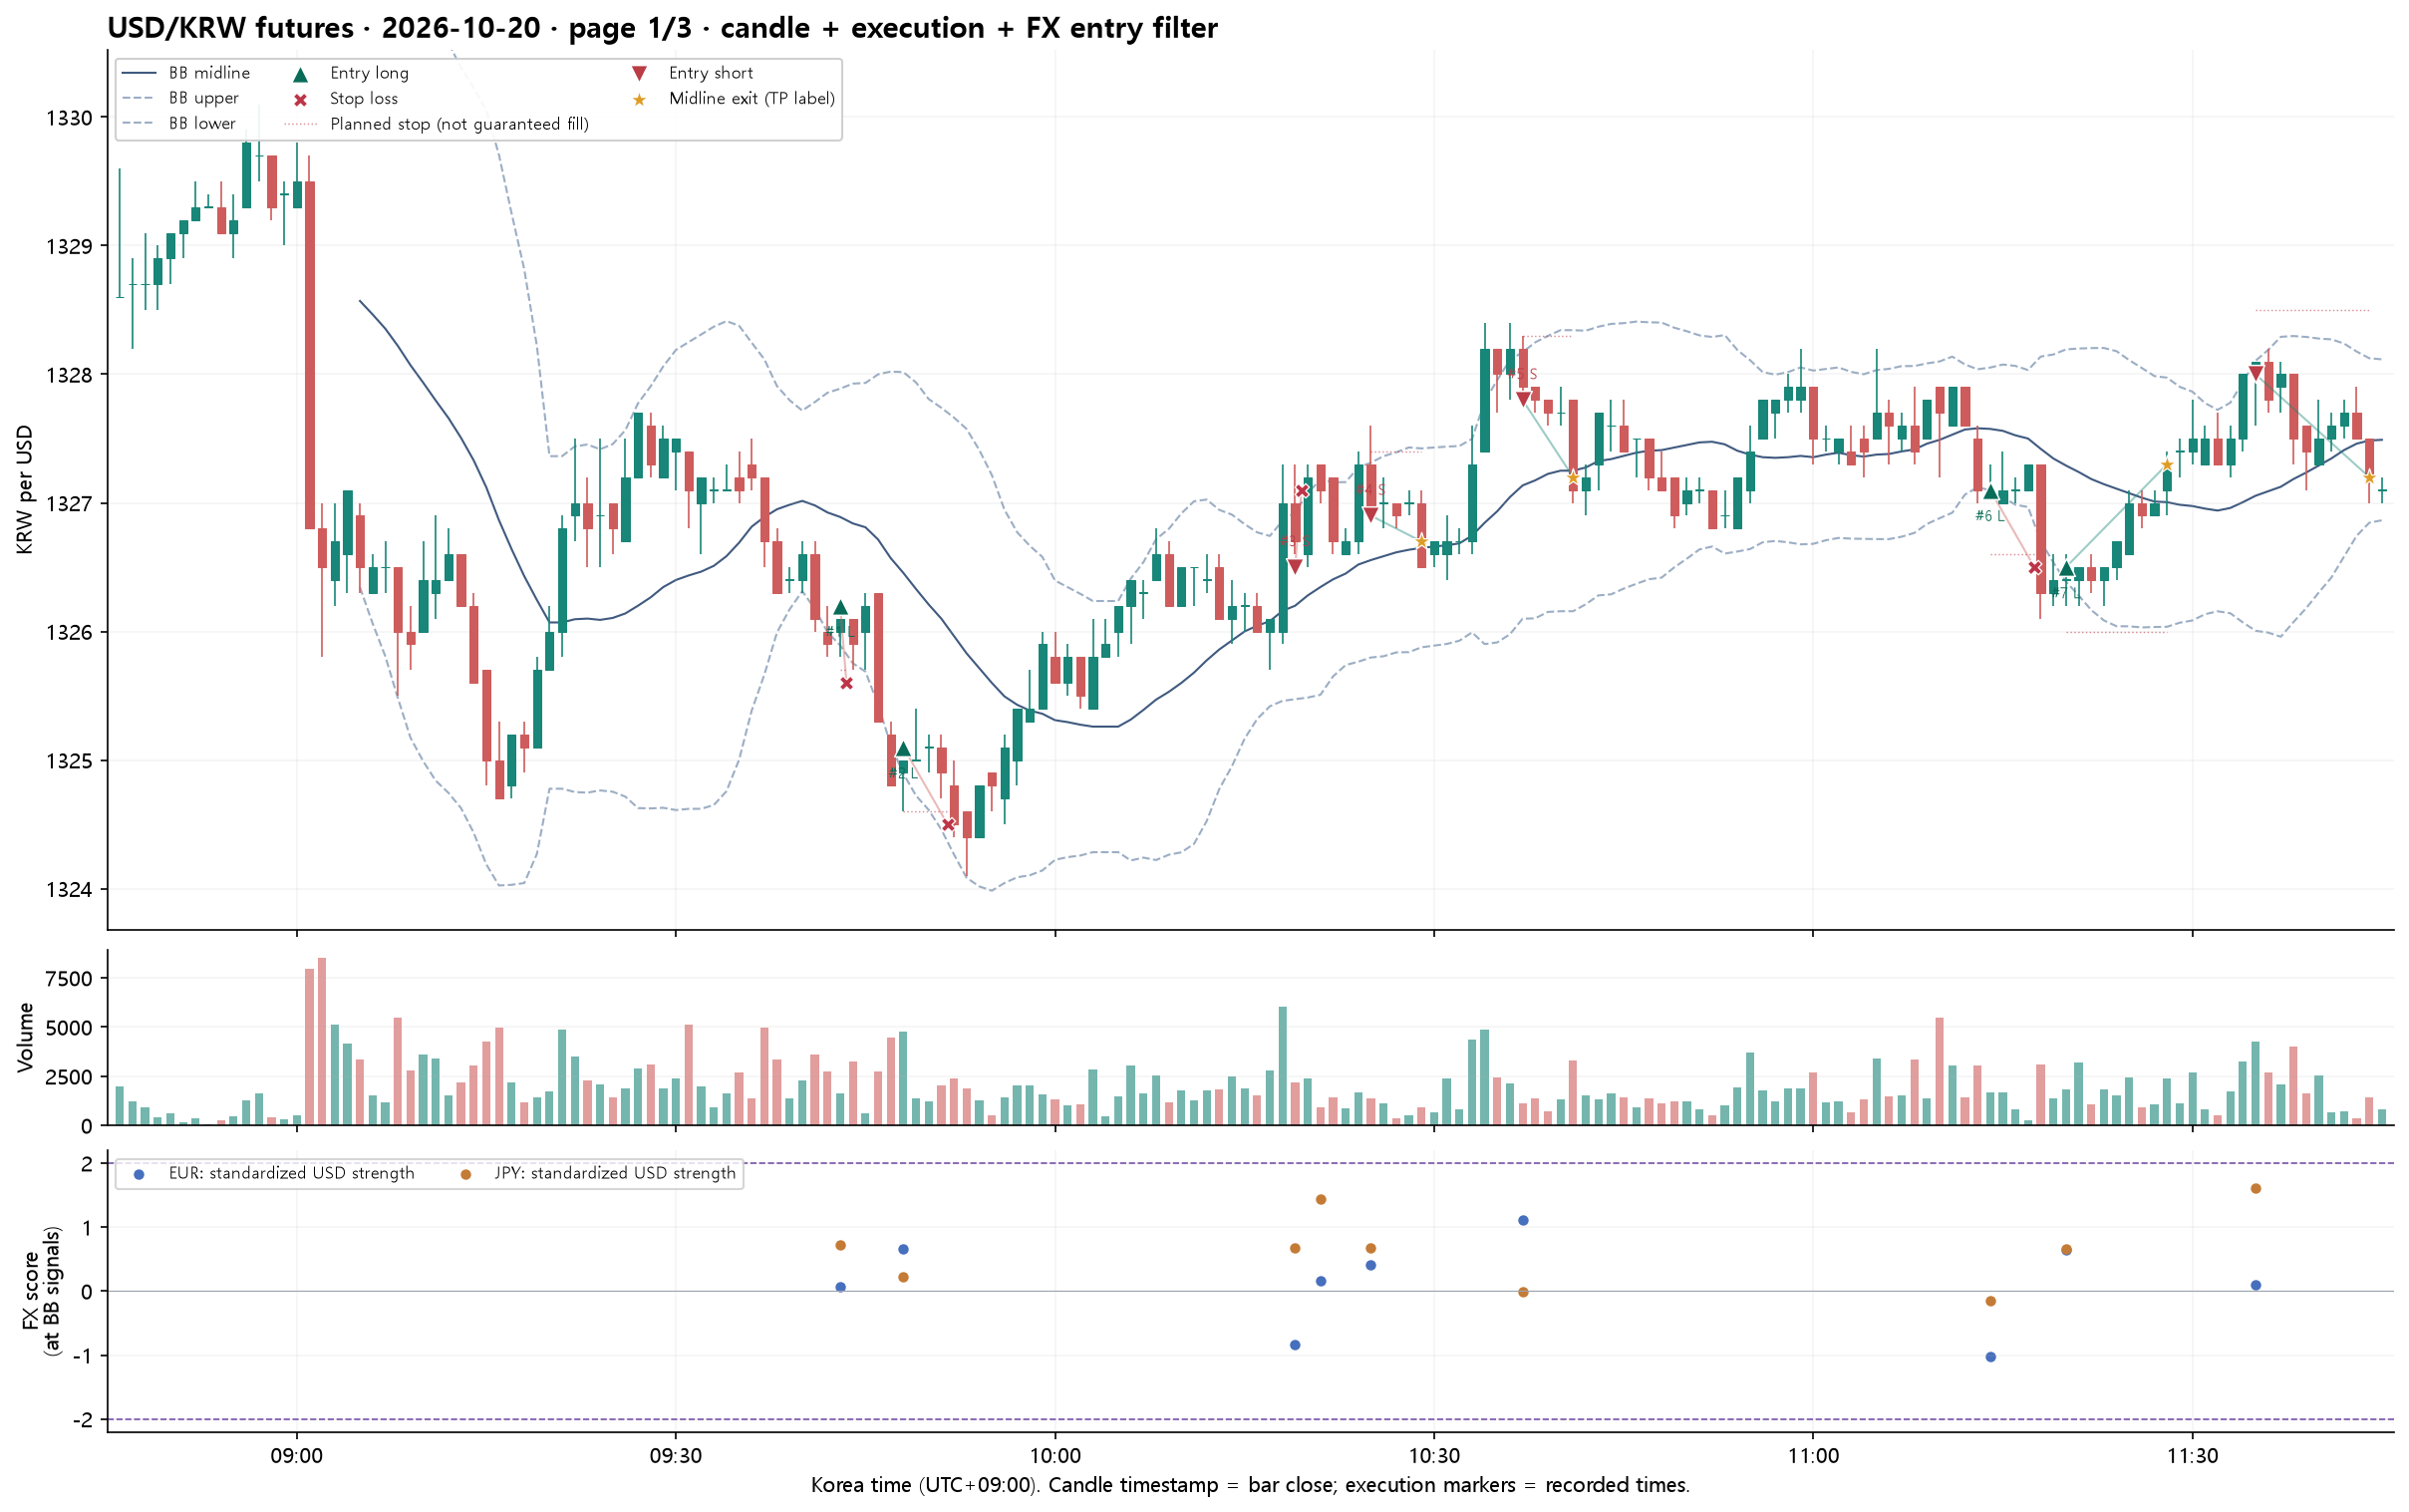 USD/KRW futures · 2026-10-20 · page 1/3 · candle + execution + FX entry filter
BB midline
BB upper
BB lower
Entry long
Stop loss
Planned stop (not guaranteed fill)
Entry short
Midline exit (TP label)
KRW per USD
1330
1329
1328
1327
1326
1325
1324
#2 L
#4 S
#5 S
#6 L
#7 L
Volume
7500
5000
2500
0
EUR: standardized USD strength
JPY: standardized USD strength
FX score
(at BB signals)
2
1
0
-1
-2
09:00
09:30
10:00
10:30
11:00
11:30
Korea time (UTC+09:00). Candle timestamp = bar close; execution markers = recorded times.